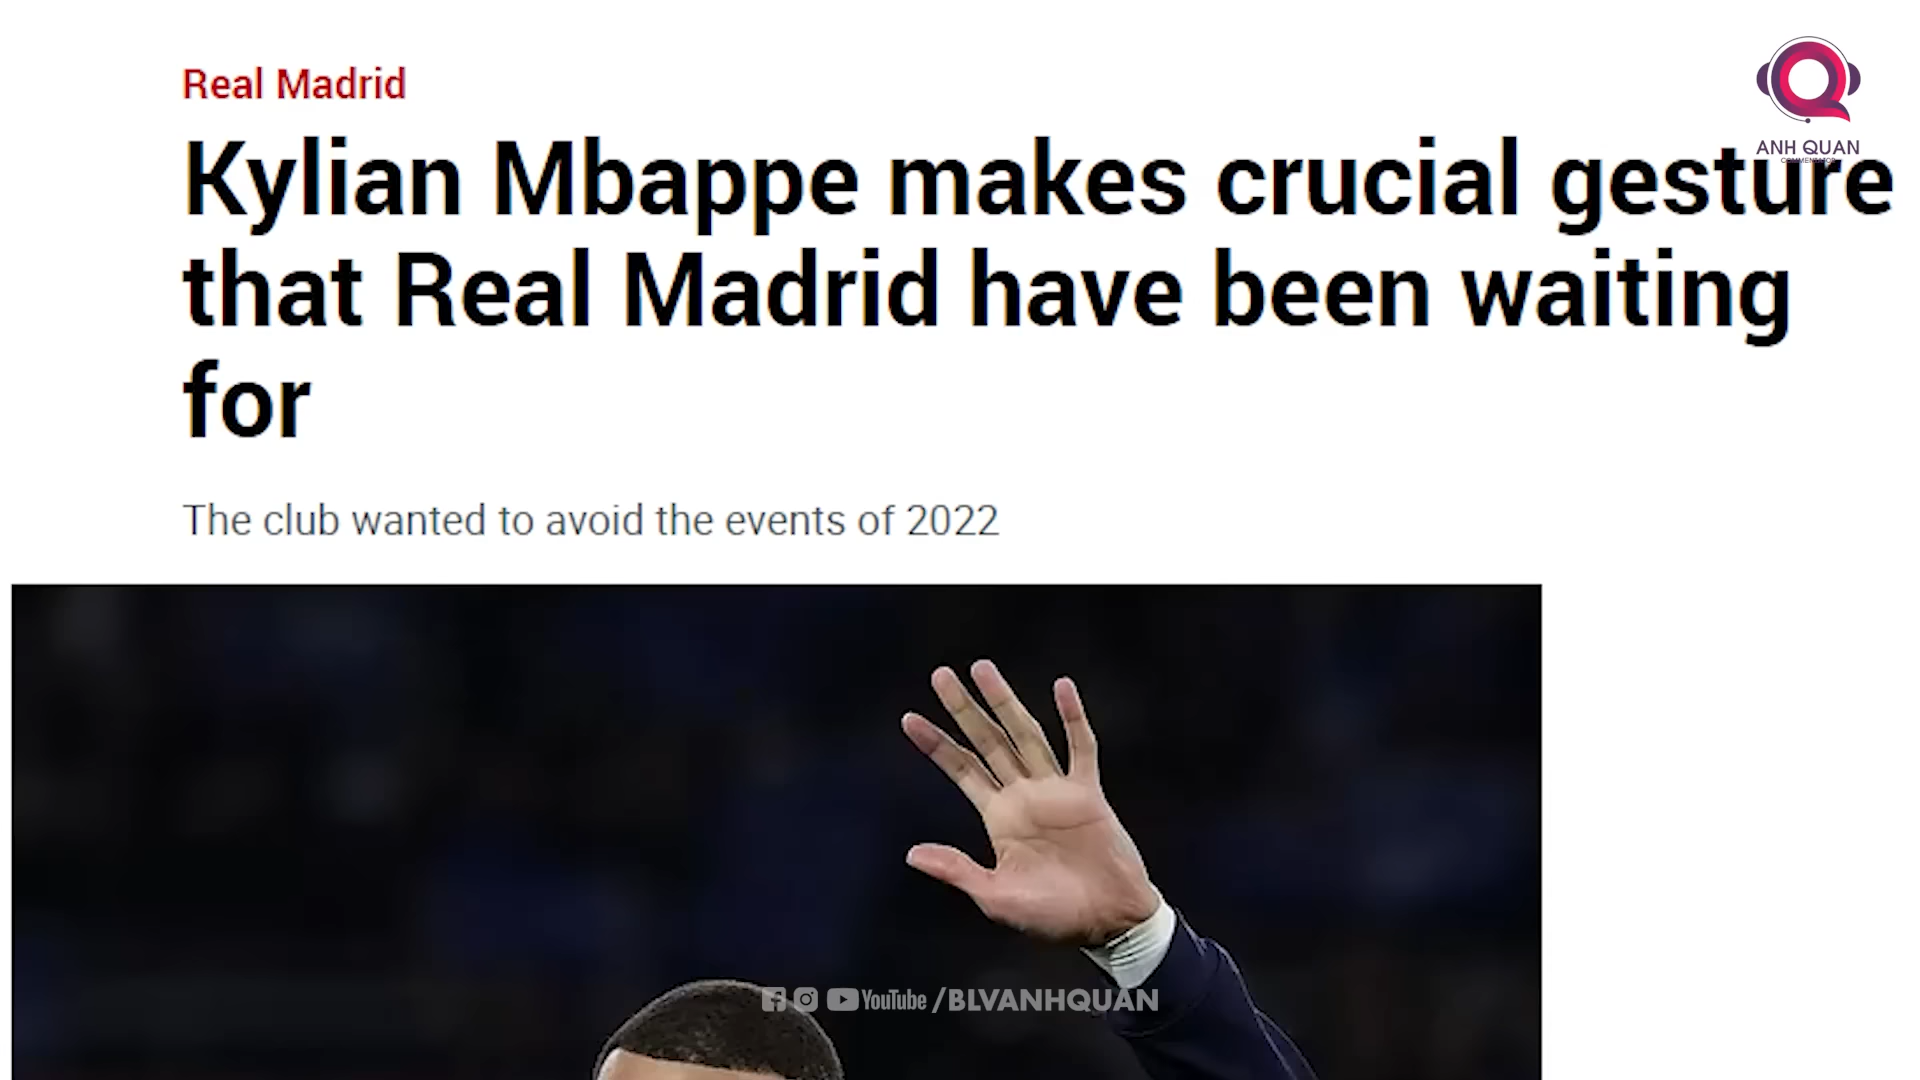 Real Madrid
ANH QUAN
COMMENTATOR
Kylian Mbappe makes crucial gesture
that Real Madrid have been waiting
for
The club wanted to avoid the events of 2022
YouTube /BLVANHQUAN